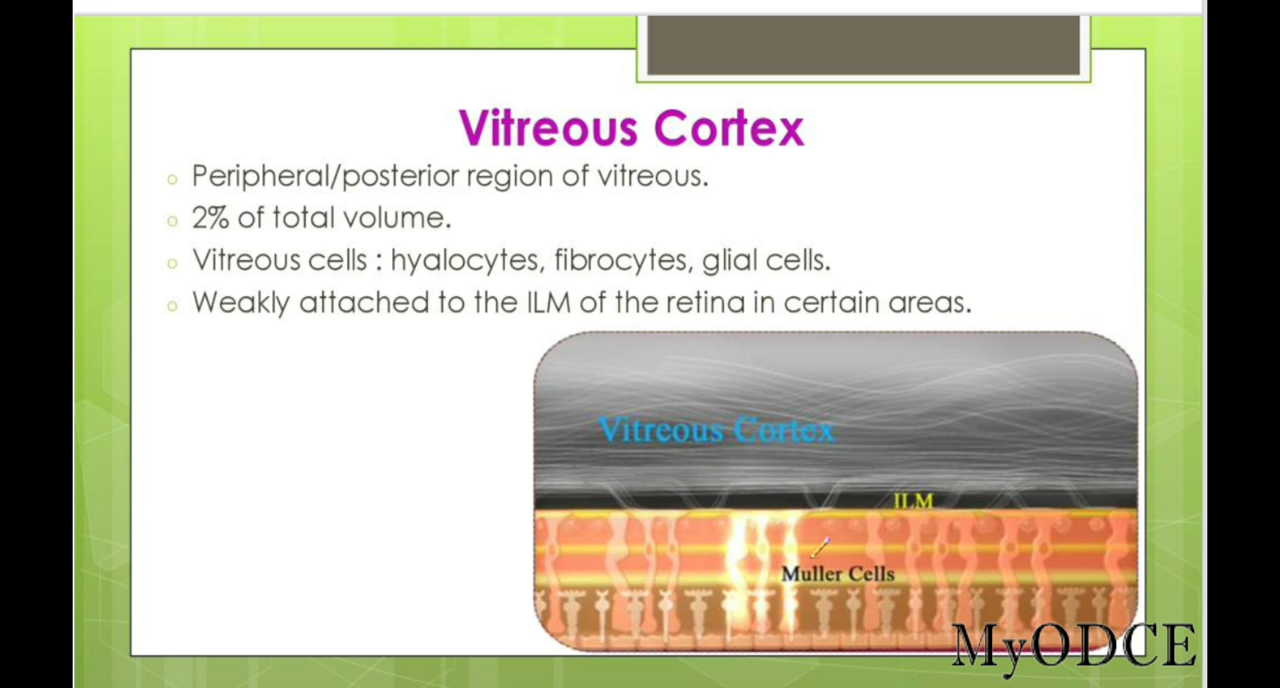 Vitreous Cortex
Peripheral/posterior region of vitreous.
2% of total volume.
Vitreous cells : hyalocytes, fibrocytes, glial cells.
Weakly attached to the ILM of the retina in certain areas.
Vitreous Cortex
ILM
Muller Cells
MyODCE